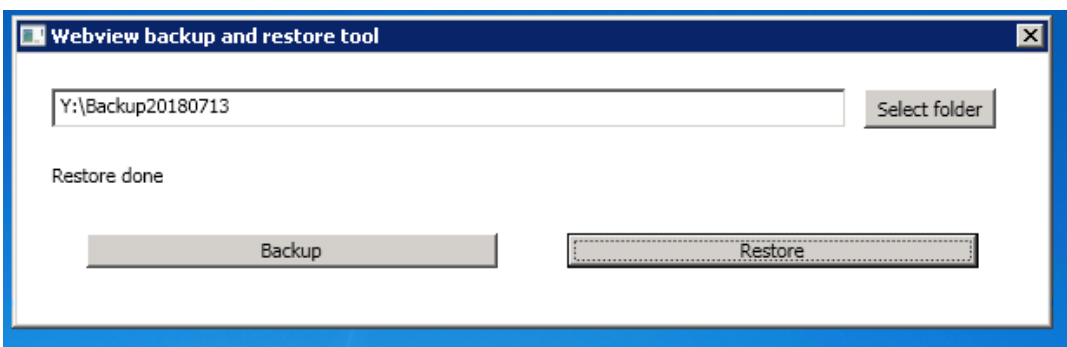 Webview backup and restore tool
Y:\Backup20180713
Select folder
Restore done
Backup
Restore